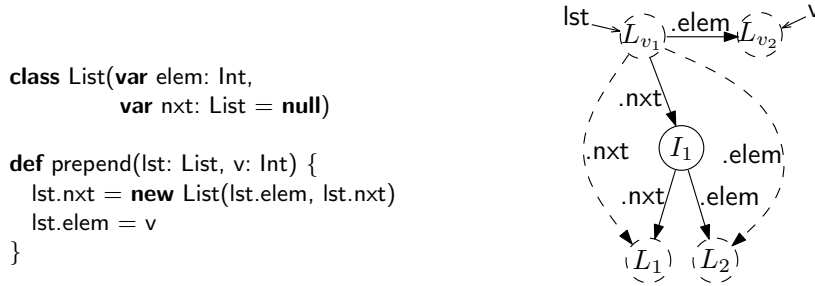 class List(var elem: Int,
var nxt: List = null)
def prepend(lst: List, v: Int) {
lst.nxt = new List(lst.elem, lst.nxt)
lst.elem = v
}
lst
v
L_{v_1}
.elem
L_{v_2}
.nxt
I_1
.nxt
.elem
.nxt
.elem
L_1
L_2